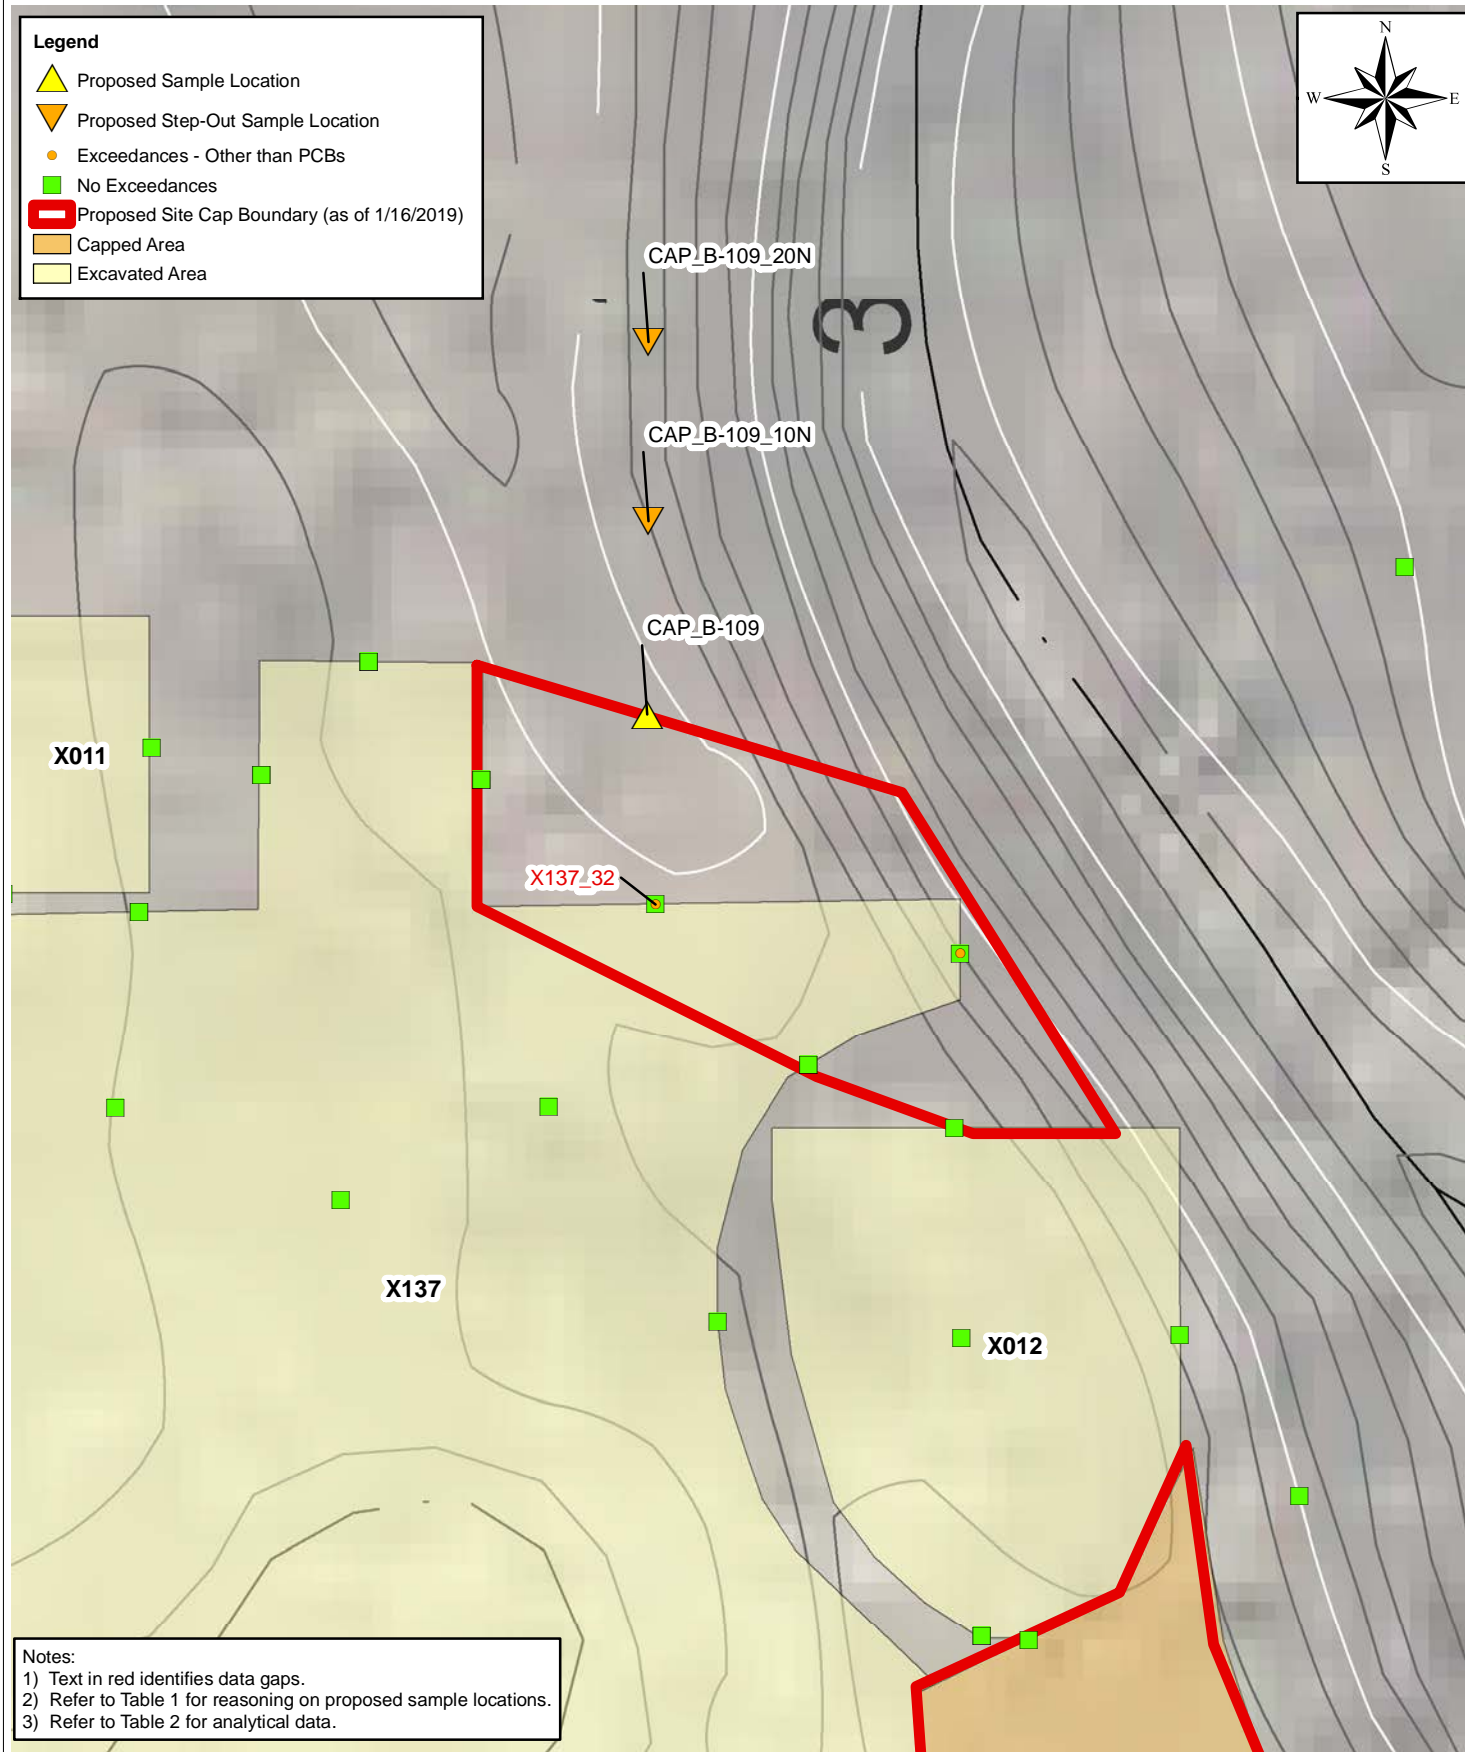 Legend
Proposed Sample Location
Proposed Step-Out Sample Location
Exceedances - Other than PCBs
No Exceedances
Proposed Site Cap Boundary (as of 1/16/2019)
Capped Area
Excavated Area
N
W E
S
CAP_B-109_20N
3
CAP_B-109_10N
CAP_B-109
X011
X137_32
X137
X012
Notes:
1) Text in red identifies data gaps.
2) Refer to Table 1 for reasoning on proposed sample locations.
3) Refer to Table 2 for analytical data.